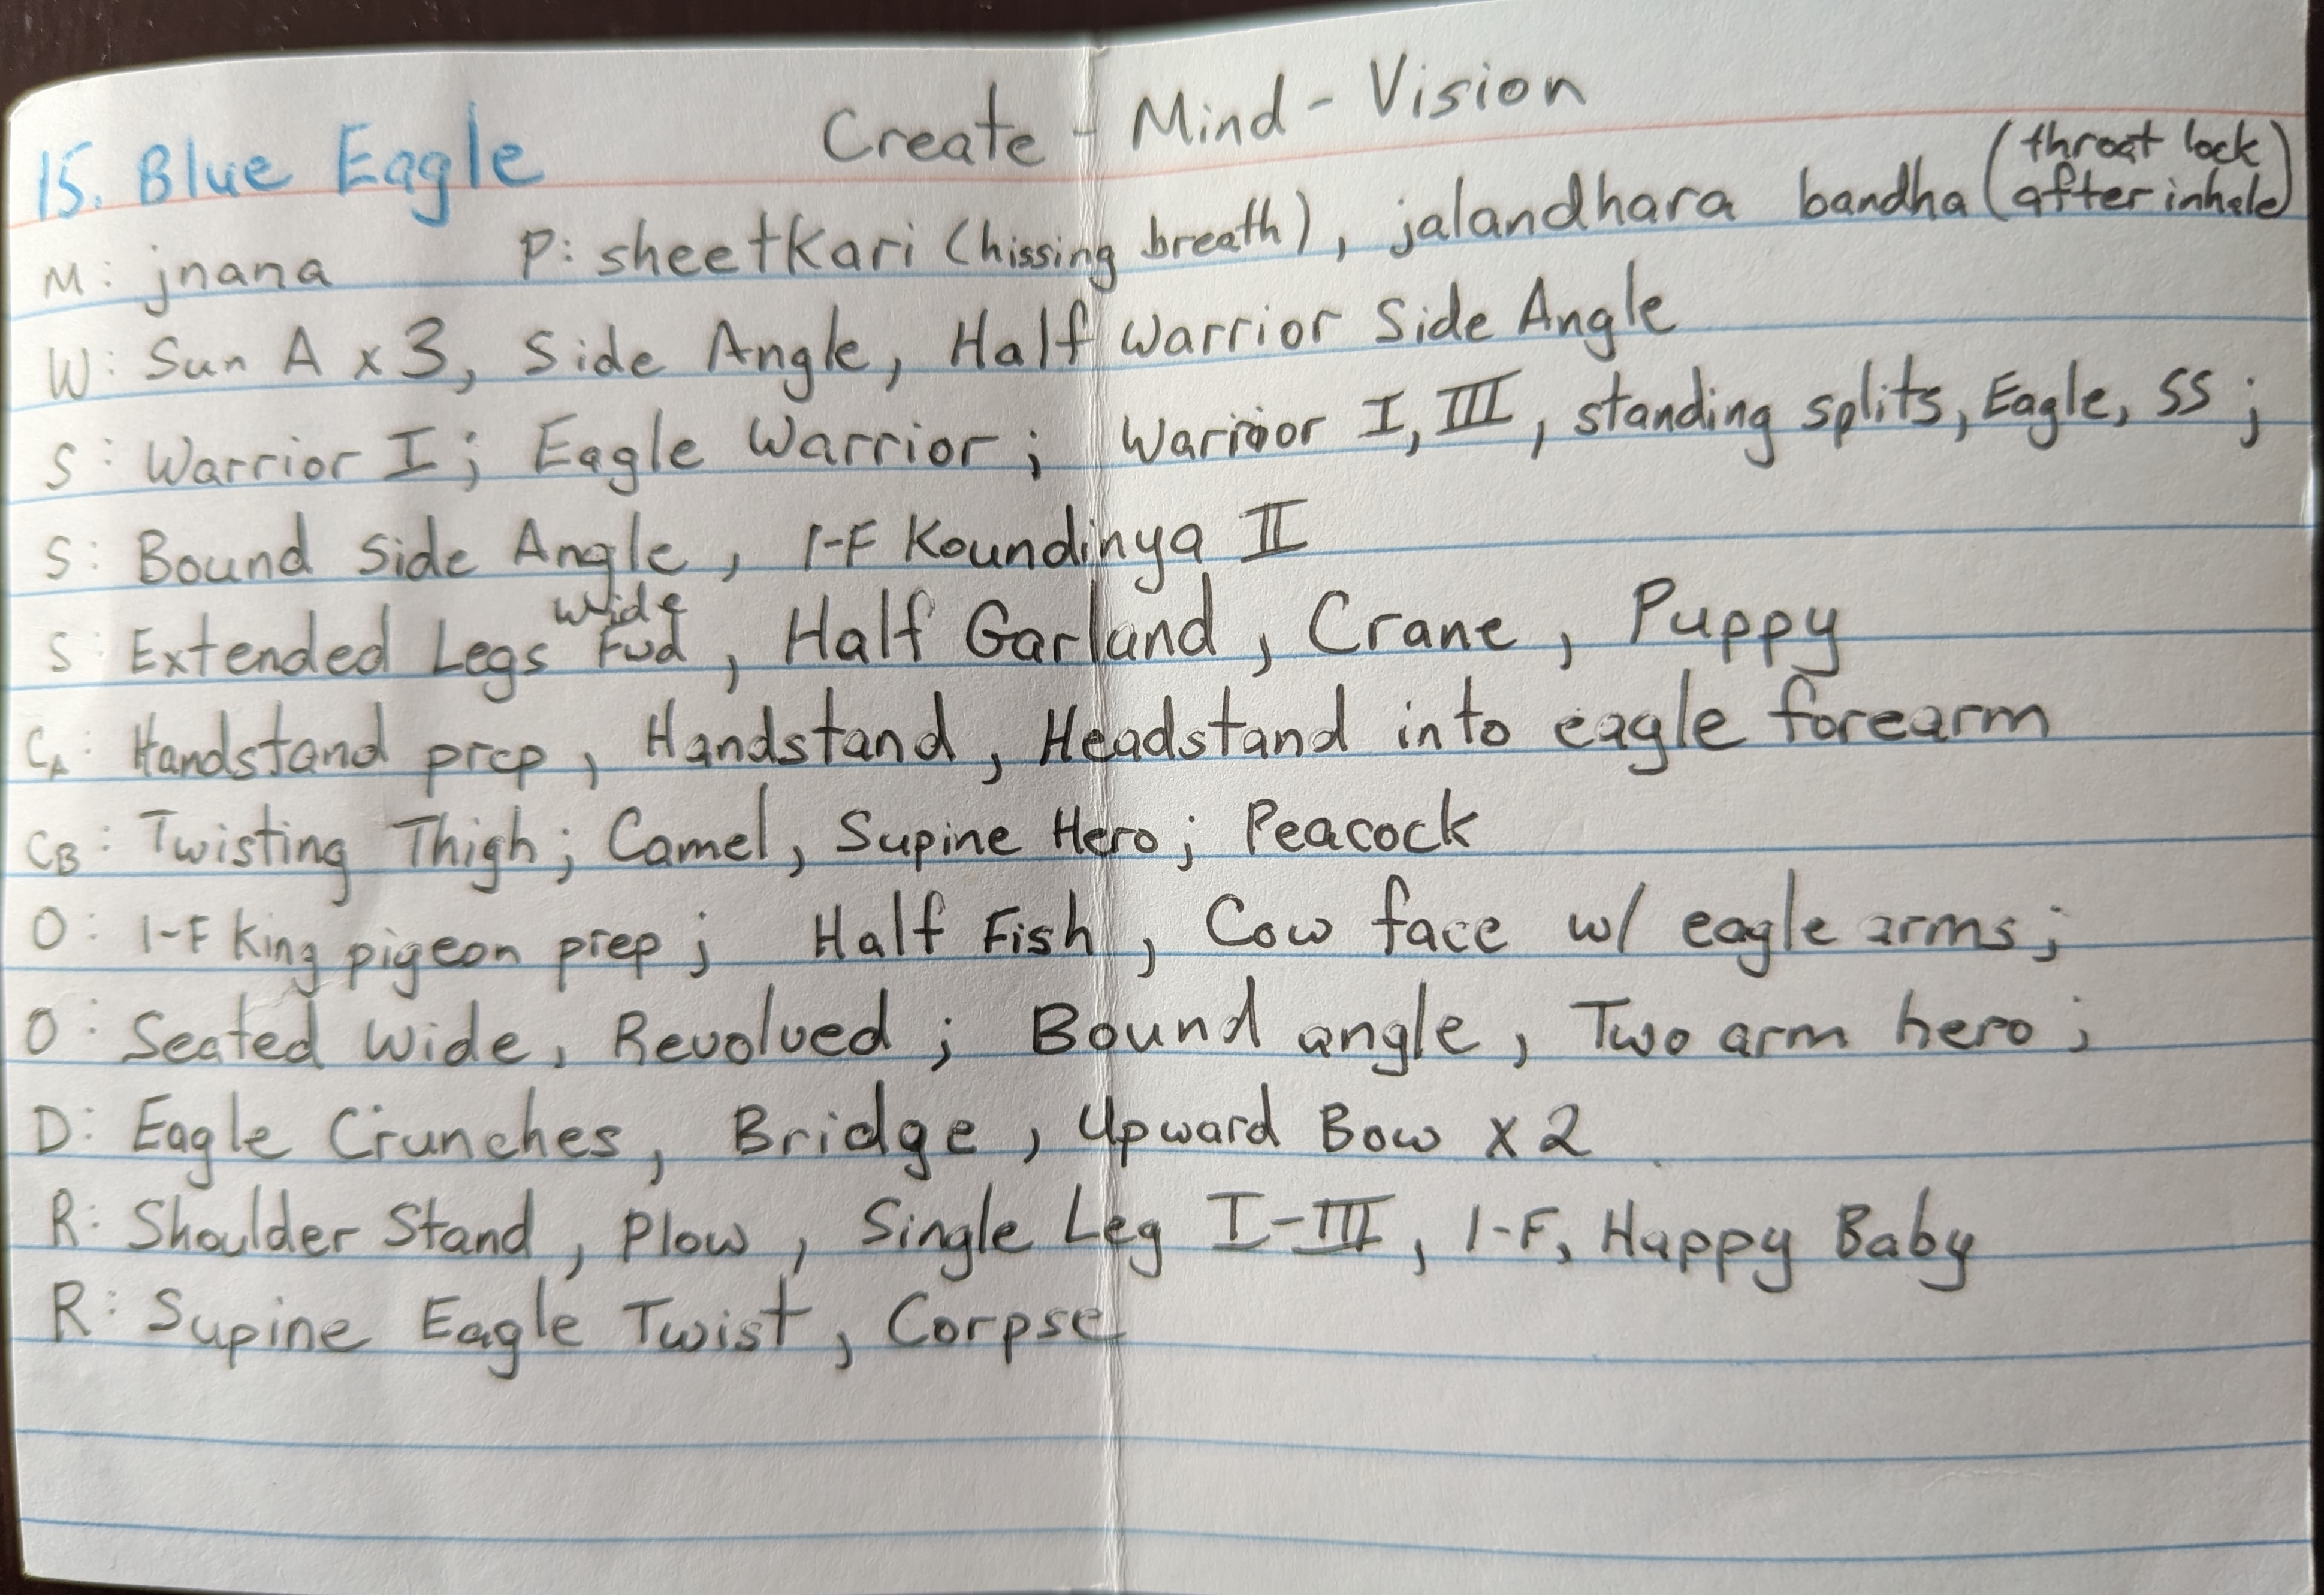 15. Blue Eagle Create - Mind - Vision
M: jnana P: sheetkari (hissing breath), jalandhara bandha (throat lock after inhale)
W: Sun A x 3, Side Angle, Half Warrior Side Angle
S: Warrior I; Eagle Warrior; Warrior I, III, standing splits, Eagle, SS;
S: Bound Side Angle, 1-F Koundinya II
S: Extended Legs wide Fwd, Half Garland, Crane, Puppy
CA: Handstand prep, Handstand, Headstand into eagle forearm
CB: Twisting Thigh; Camel, Supine Hero; Peacock
O: 1-F King pigeon prep; Half Fish, Cow face w/ eagle arms;
O: Seated Wide, Revolved; Bound angle, Two arm hero;
D: Eagle Crunches, Bridge, Upward Bow x 2
R: Shoulder Stand, Plow, Single Leg I-III, 1-F, Happy Baby
R: Supine Eagle Twist, Corpse